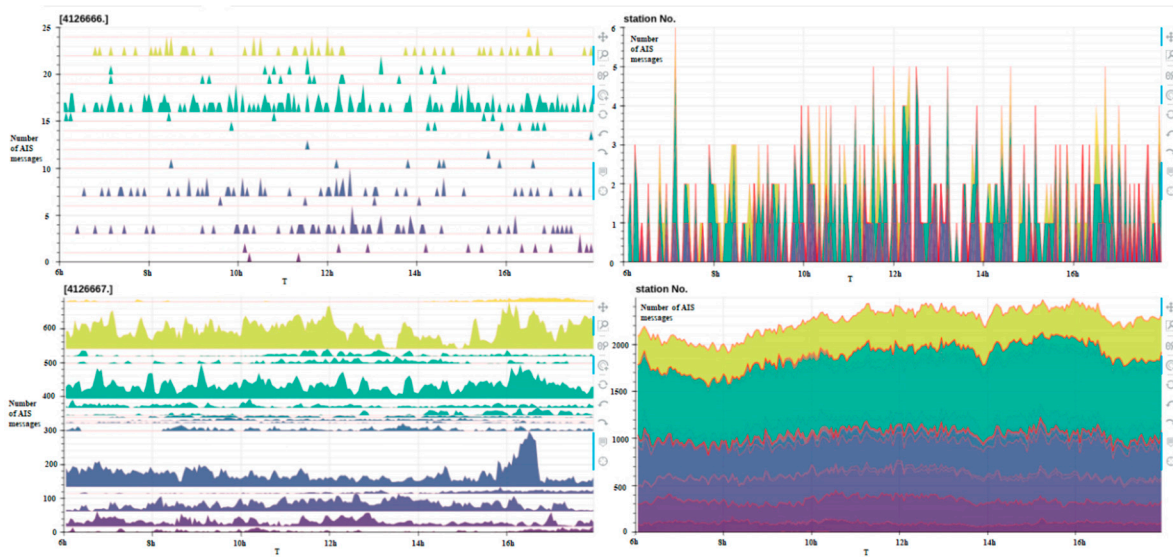 [4126666.]
25
20
15
Number
of AIS
messages
10
5
0
6h 8h 10h 12h 14h 16h
T
station No.
6
Number
of AIS
messages
5
4
3
2
1
0
6h 8h 10h 12h 14h 16h
T
[4126667.]
600
500
400
Number
of AIS
messages
300
200
100
0
6h 8h 10h 12h 14h 16h
T
station No.
Number of AIS
messages
2000
1500
1000
500
0
6h 8h 10h 12h 14h 16h
T